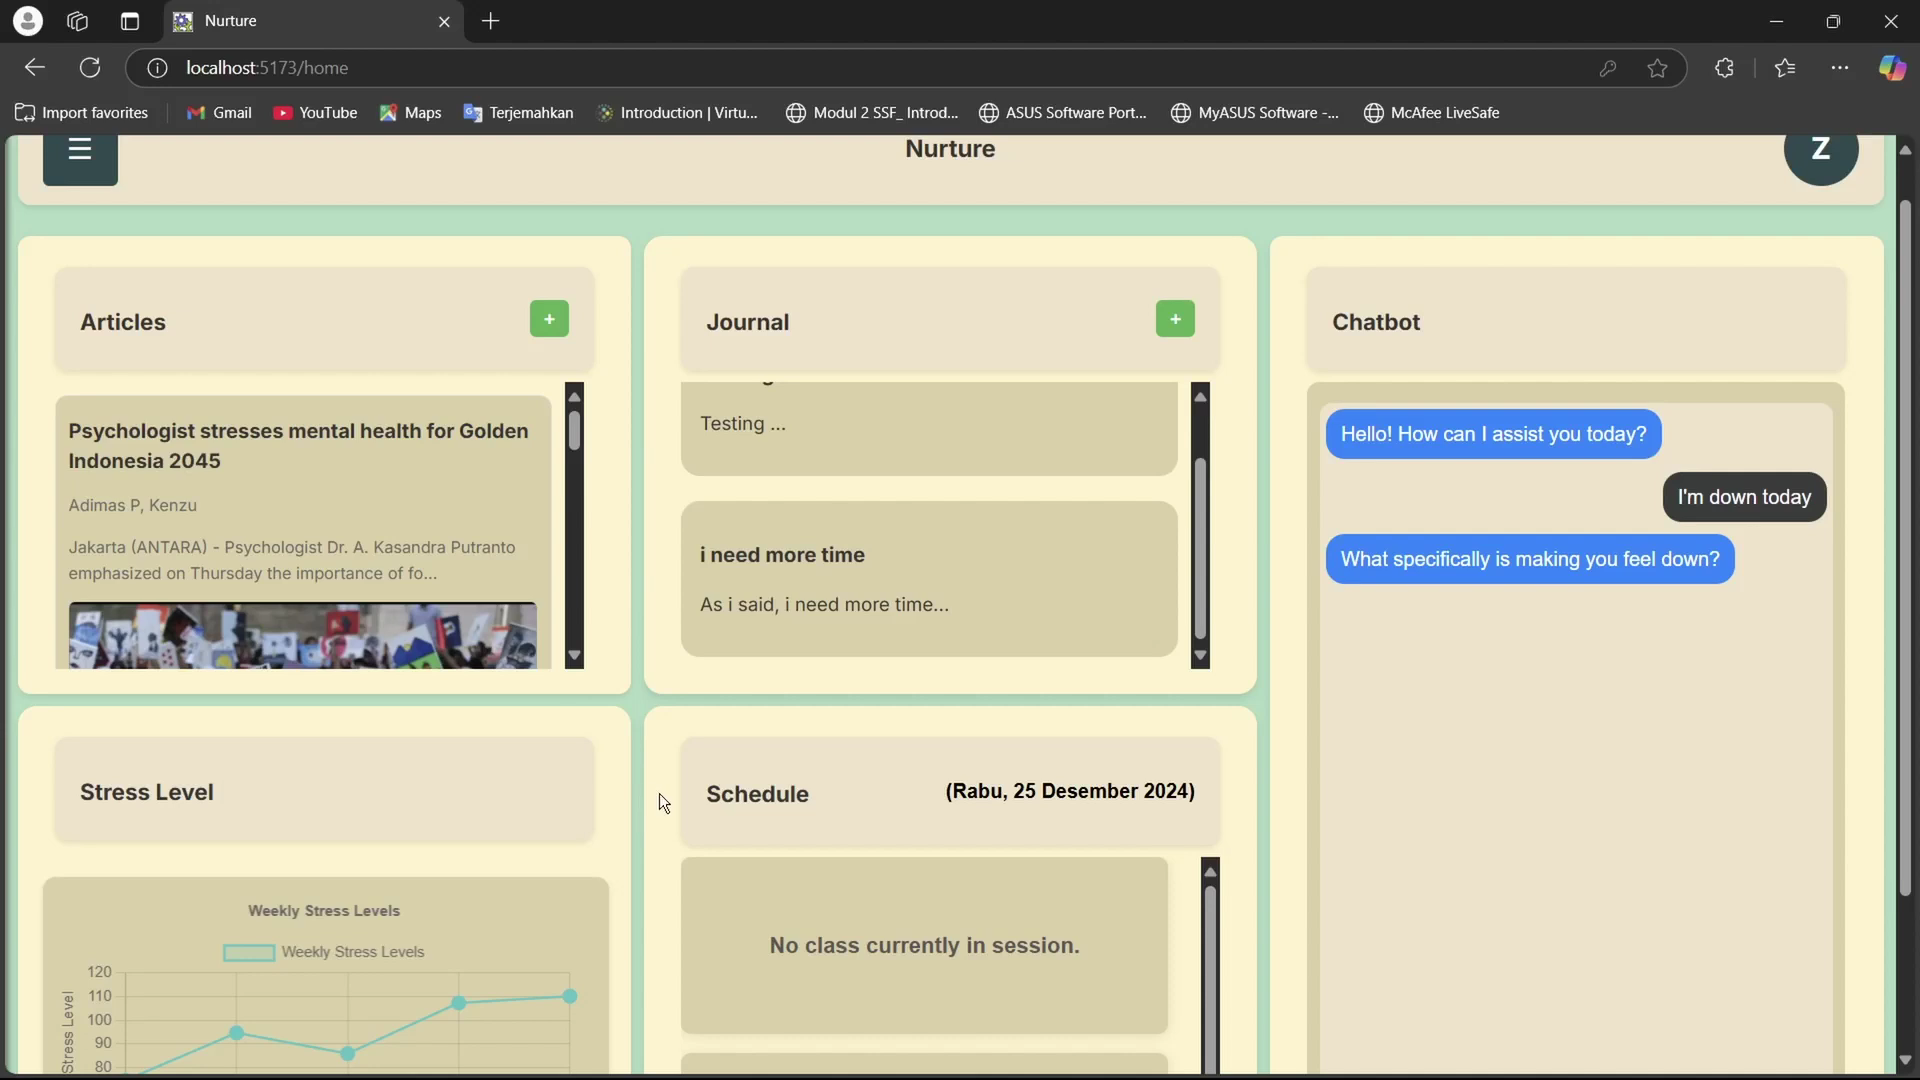 Nurture
localhost:5173/home
Import favorites
Gmail
YouTube
Maps
Terjemahkan
Introduction | Virtu...
Modul 2 SSF_ Introd...
ASUS Software Port...
MyASUS Software -...
McAfee LiveSafe
Nurture
Z
Articles
+
Psychologist stresses mental health for Golden
Indonesia 2045
Adimas P, Kenzu
Jakarta (ANTARA) - Psychologist Dr. A. Kasandra Putranto
emphasized on Thursday the importance of fo...
Journal
+
Testing ...
i need more time
As i said, i need more time...
Chatbot
Hello! How can I assist you today?
I'm down today
What specifically is making you feel down?
Stress Level
Weekly Stress Levels
Weekly Stress Levels
120
110
100
90
80
Stress Level
Schedule
(Rabu, 25 Desember 2024)
No class currently in session.